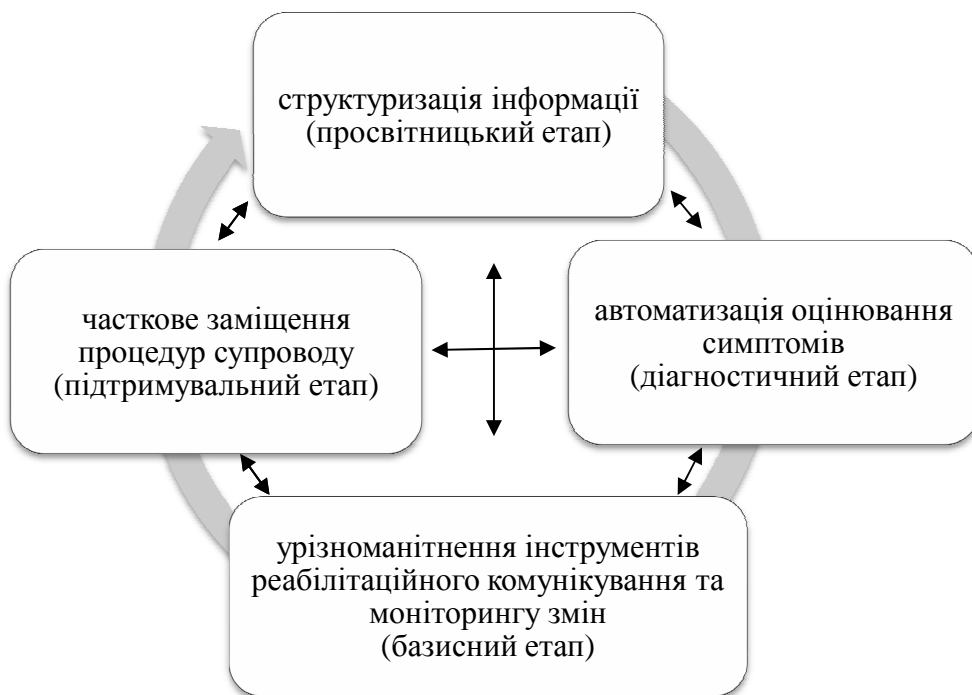 структуризація інформації
(просвітницький етап)
часткове заміщення
процедур супроводу
(підтримувальний етап)
автоматизація оцінювання
симптомів
(діагностичний етап)
урізноманітнення інструментів
реабілітаційного комунікування та
моніторингу змін
(базисний етап)